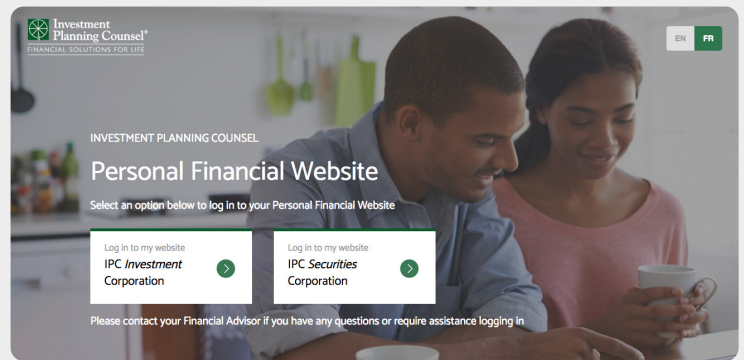 Investment
Planning Counsel®
FINANCIAL SOLUTIONS FOR LIFE
EN FR
INVESTMENT PLANNING COUNSEL
Personal Financial Website
Select an option below to log in to your Personal Financial Website
Log in to my website
IPC Investment
Corporation
Log in to my website
IPC Securities
Corporation
Please contact your Financial Advisor if you have any questions or require assistance logging in